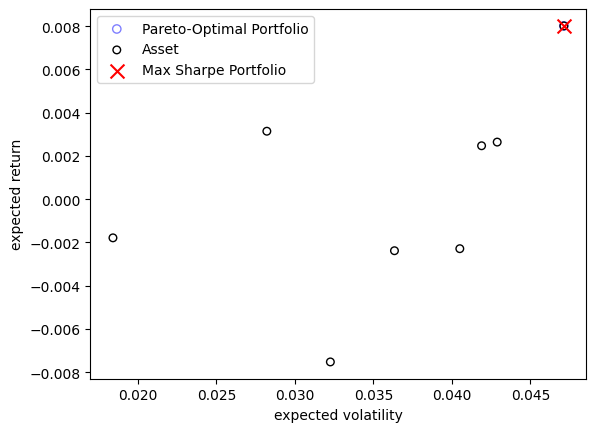 Pareto-Optimal Portfolio
Asset
Max Sharpe Portfolio
0.008
0.006
0.004
0.002
0.000
−0.002
−0.004
−0.006
−0.008
expected return
0.020 0.025 0.030 0.035 0.040 0.045
expected volatility